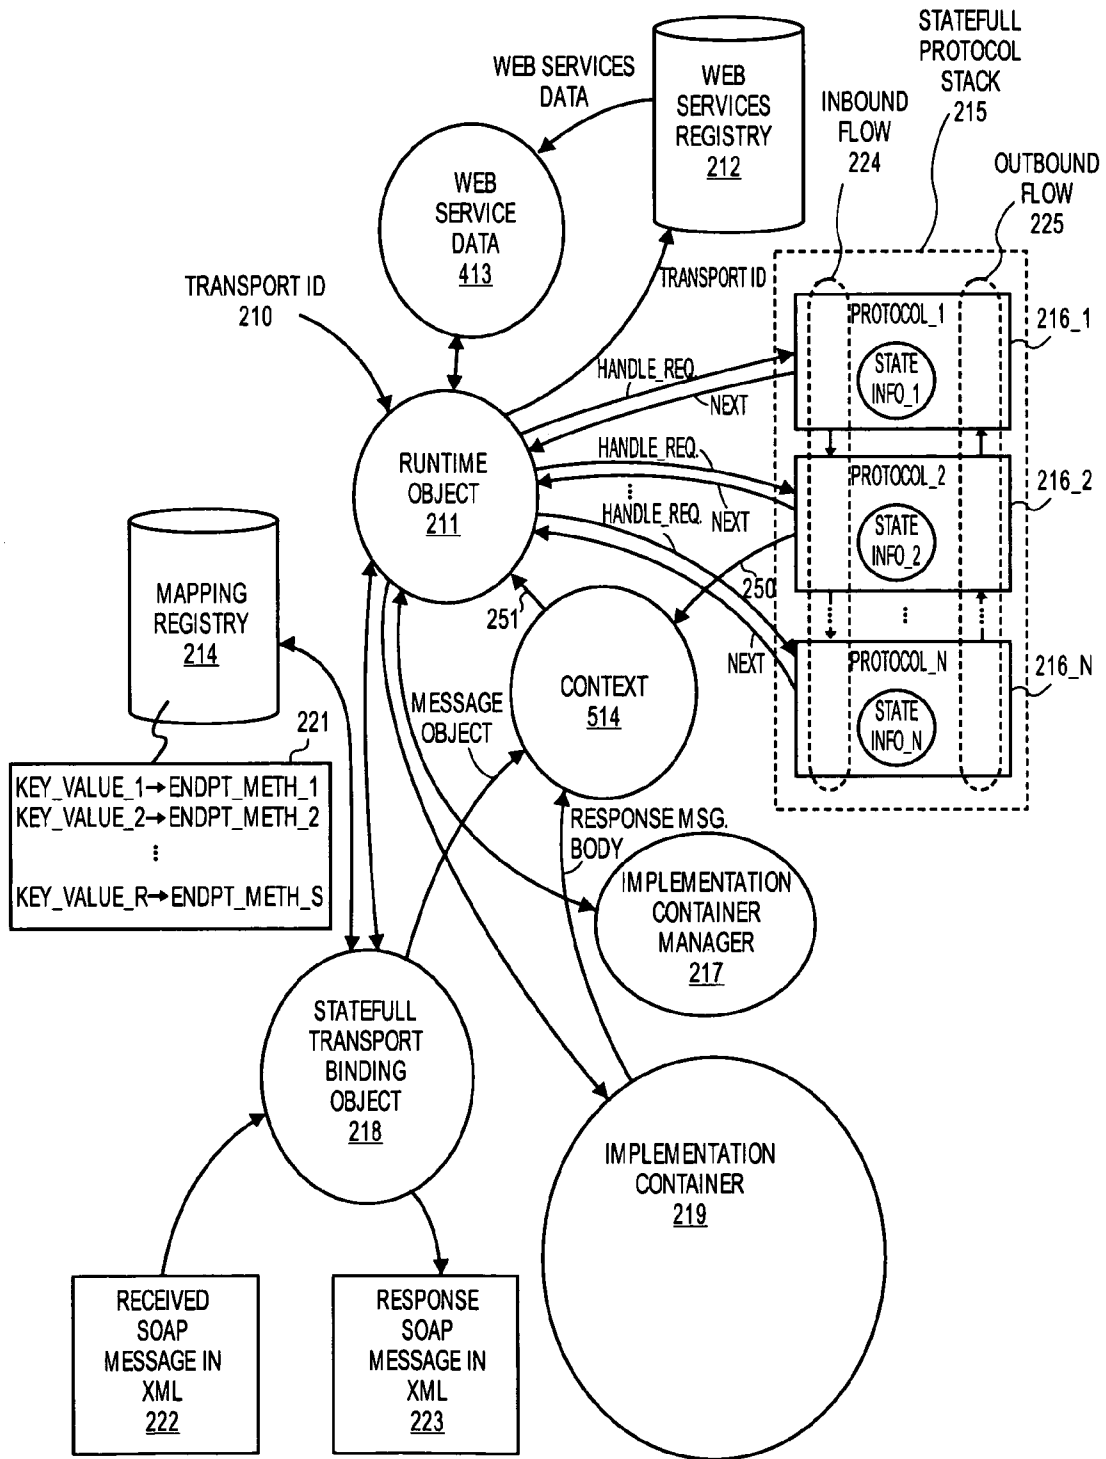 STATEFULL
PROTOCOL
STACK
215
WEB SERVICES
DATA
WEB
SERVICES
REGISTRY
212
INBOUND
FLOW
224
OUTBOUND
FLOW
225
WEB
SERVICE
DATA
413
TRANSPORT ID
210
TRANSPORT ID
PROTOCOL_1
216_1
STATE
INFO_1
HANDLE_REQ.
NEXT
RUNTIME
OBJECT
211
HANDLE_REQ.
NEXT
PROTOCOL_2
216_2
STATE
INFO_2
HANDLE_REQ.
NEXT
250
251
MAPPING
REGISTRY
214
CONTEXT
514
PROTOCOL_N
216_N
STATE
INFO_N
MESSAGE
OBJECT
221
KEY_VALUE_1→ENDPT_METH_1
KEY_VALUE_2→ENDPT_METH_2
⋮
KEY_VALUE_R→ENDPT_METH_S
RESPONSE MSG.
BODY
IMPLEMENTATION
CONTAINER
MANAGER
217
STATEFULL
TRANSPORT
BINDING
OBJECT
218
IMPLEMENTATION
CONTAINER
219
RECEIVED
SOAP
MESSAGE IN
XML
222
RESPONSE
SOAP
MESSAGE IN
XML
223